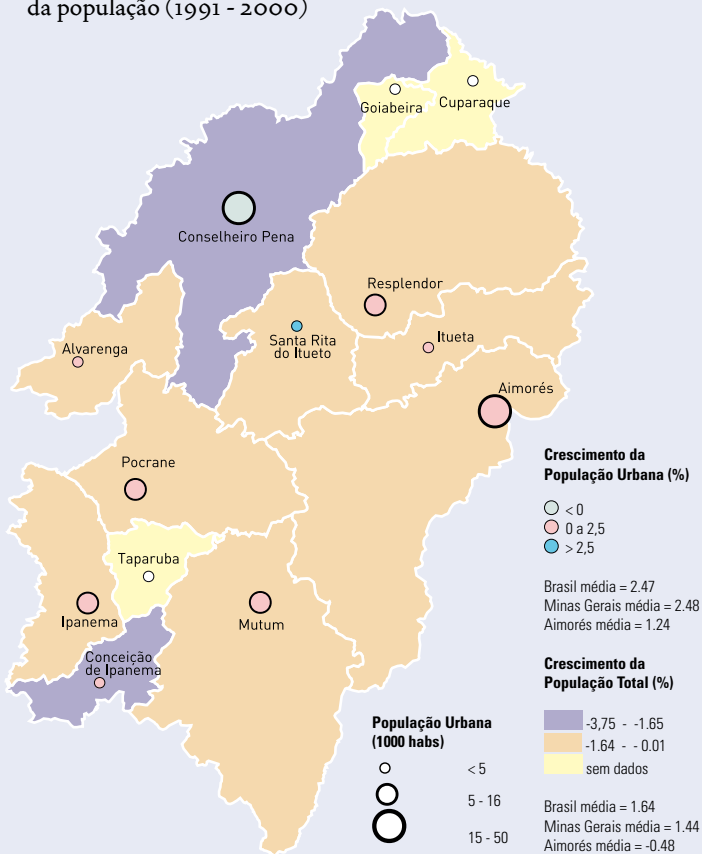 da população (1991 - 2000)
Goiabeira
Cuparaque
Conselheiro Pena
Resplendor
Santa Rita
do Itueto
Itueta
Alvarenga
Aimorés
Pocrane
Taparuba
Ipanema
Mutum
Conceição
de Ipanema
Crescimento da
População Urbana (%)
< 0
0 a 2,5
> 2,5
Brasil média = 2.47
Minas Gerais média = 2.48
Aimorés média = 1.24
Crescimento da
População Total (%)
-3,75 - -1.65
-1.64 - - 0.01
sem dados
Brasil média = 1.64
Minas Gerais média = 1.44
Aimorés média = -0.48
População Urbana
(1000 habs)
< 5
5 - 16
15 - 50